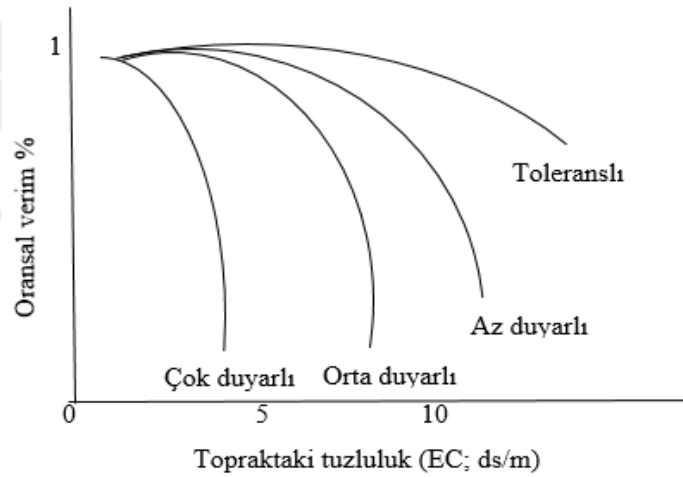 1
Oransal verim %
Toleranslı
Az duyarlı
Çok duyarlı
Orta duyarlı
0
5
10
Topraktaki tuzluluk (EC; ds/m)